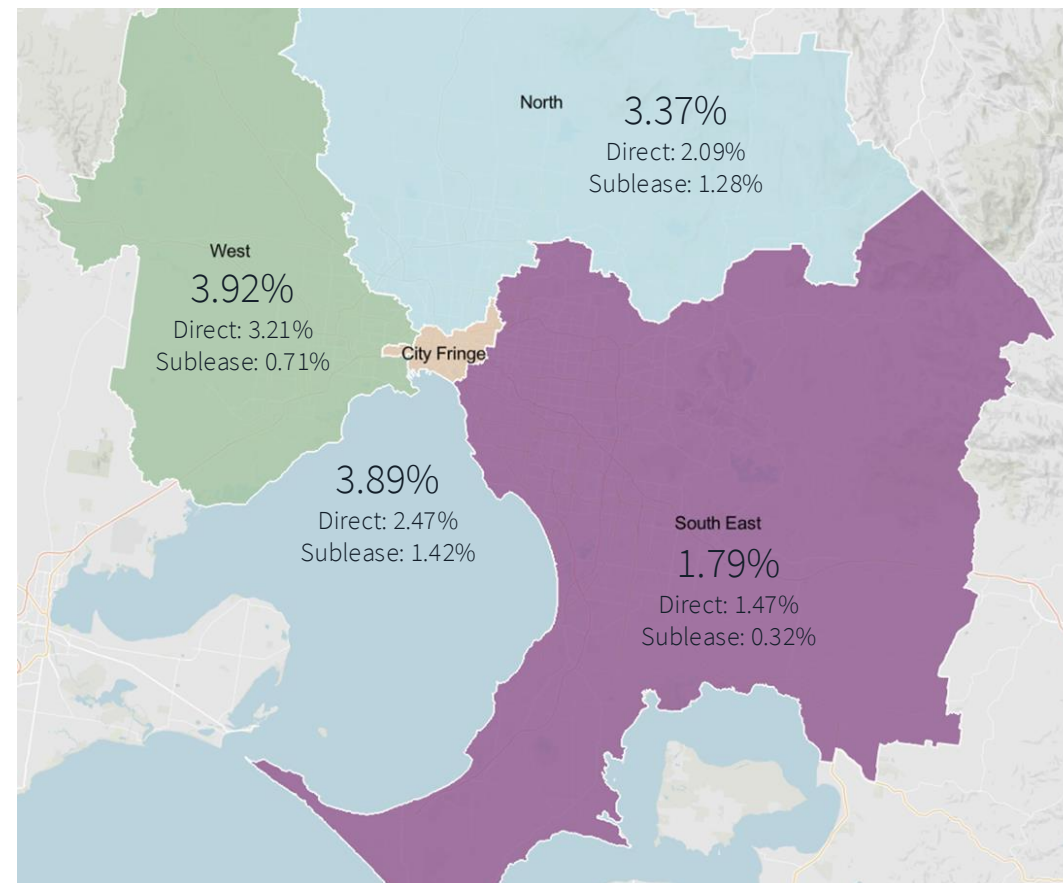 North
3.37%
Direct: 2.09%
Sublease: 1.28%
West
3.92%
Direct: 3.21%
Sublease: 0.71%
City Fringe
3.89%
Direct: 2.47%
Sublease: 1.42%
South East
1.79%
Direct: 1.47%
Sublease: 0.32%